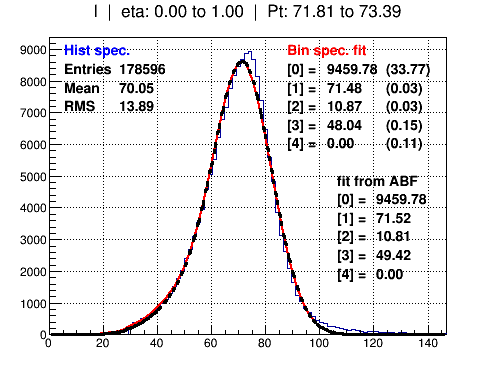 I | eta: 0.00 to 1.00 | Pt: 71.81 to 73.39
Hist spec.
Entries 178596
Mean 70.05
RMS 13.89
Bin spec. fit
[0] = 9459.78 (33.77)
[1] = 71.48 (0.03)
[2] = 10.87 (0.03)
[3] = 48.04 (0.15)
[4] = 0.00 (0.11)
fit from ABF
[0] = 9459.78
[1] = 71.52
[2] = 10.81
[3] = 49.42
[4] = 0.00
9000
8000
7000
6000
5000
4000
3000
2000
1000
0
0 20 40 60 80 100 120 140